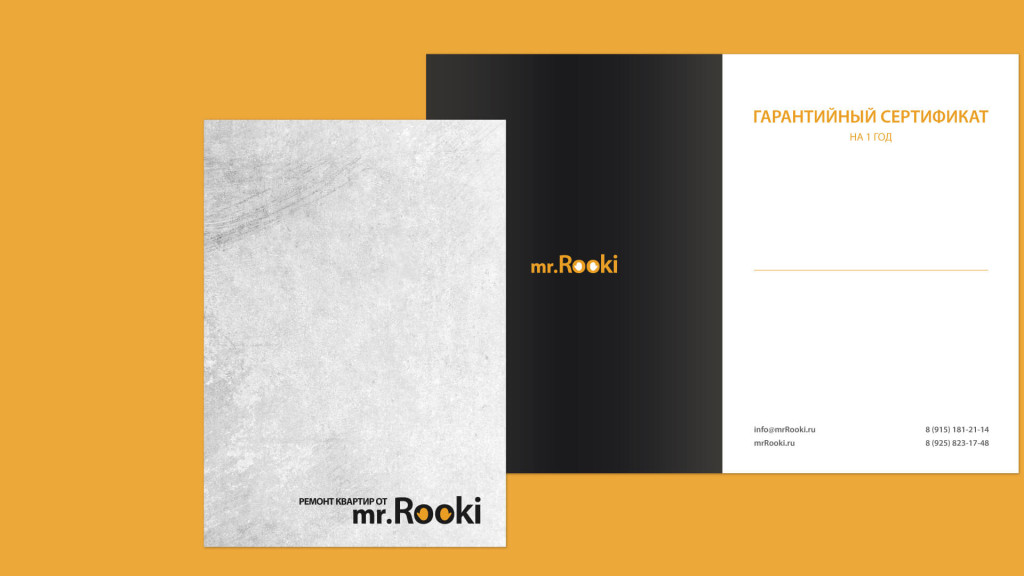 РЕМОНТ КВАРТИР ОТ
mr.Rooki
mr.Rooki
ГАРАНТИЙНЫЙ СЕРТИФИКАТ
НА 1 ГОД
info@mrRooki.ru 8 (915) 181-21-14
mrRooki.ru 8 (925) 823-17-48